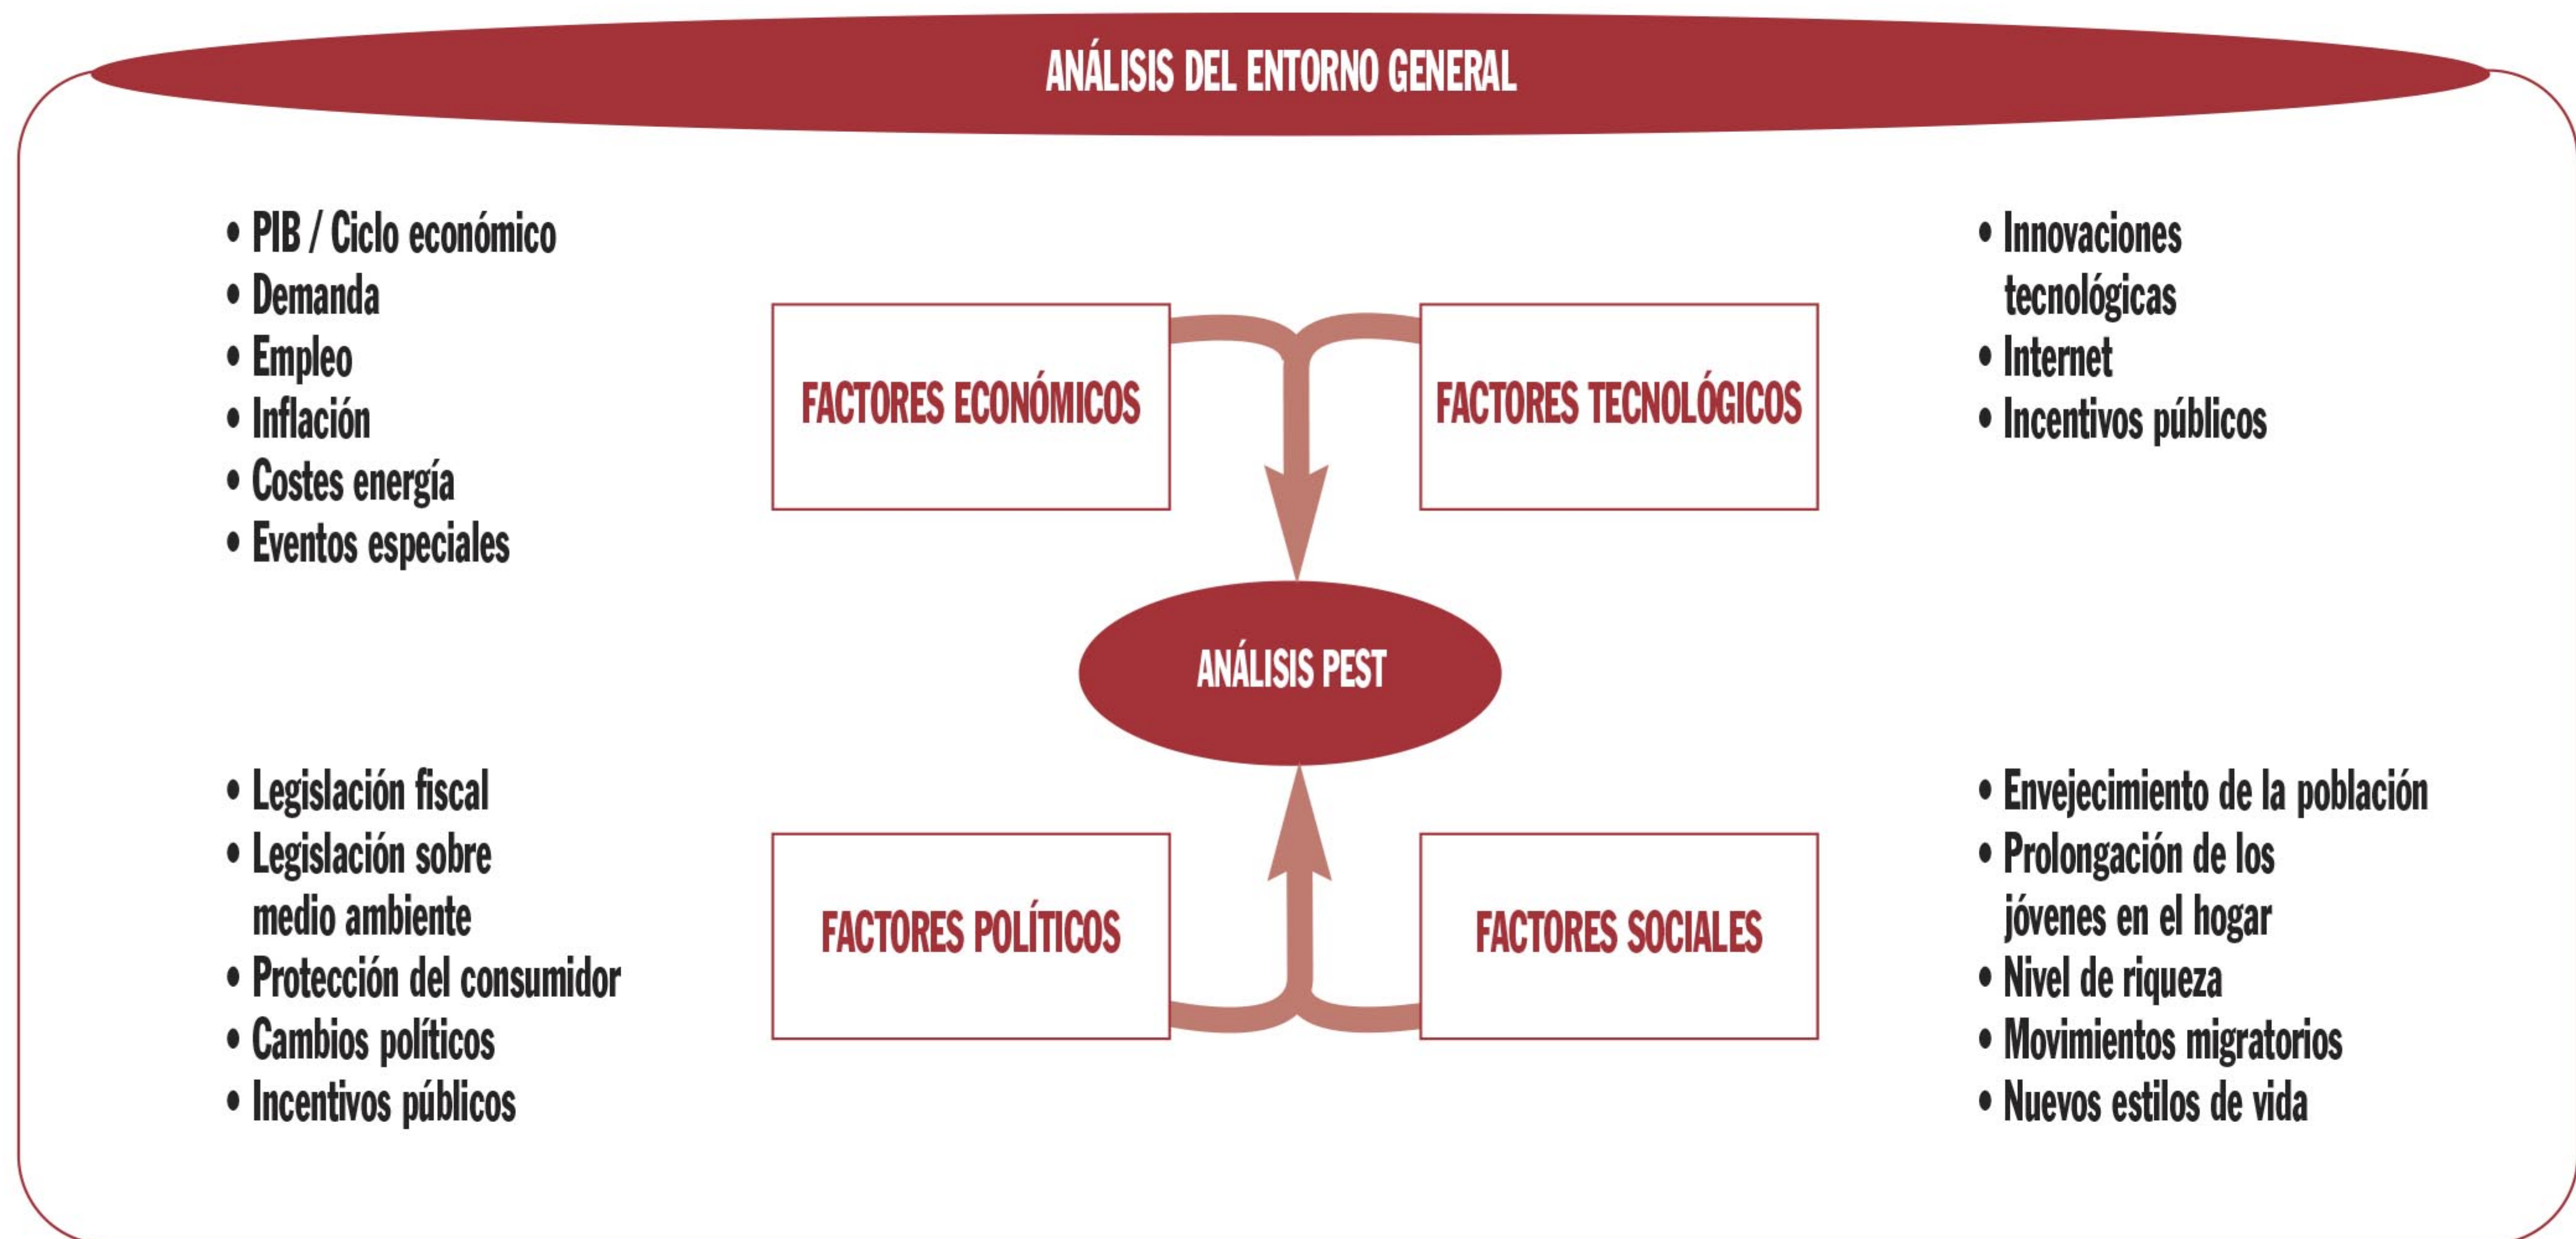 ANÁLISIS DEL ENTORNO GENERAL
• PIB / Ciclo económico
• Demanda
• Empleo
• Inflación
• Costes energía
• Eventos especiales
FACTORES ECONÓMICOS
FACTORES TECNOLÓGICOS
• Innovaciones
tecnológicas
• Internet
• Incentivos públicos
ANÁLISIS PEST
• Legislación fiscal
• Legislación sobre
medio ambiente
• Protección del consumidor
• Cambios políticos
• Incentivos públicos
FACTORES POLÍTICOS
FACTORES SOCIALES
• Envejecimiento de la población
• Prolongación de los
jóvenes en el hogar
• Nivel de riqueza
• Movimientos migratorios
• Nuevos estilos de vida